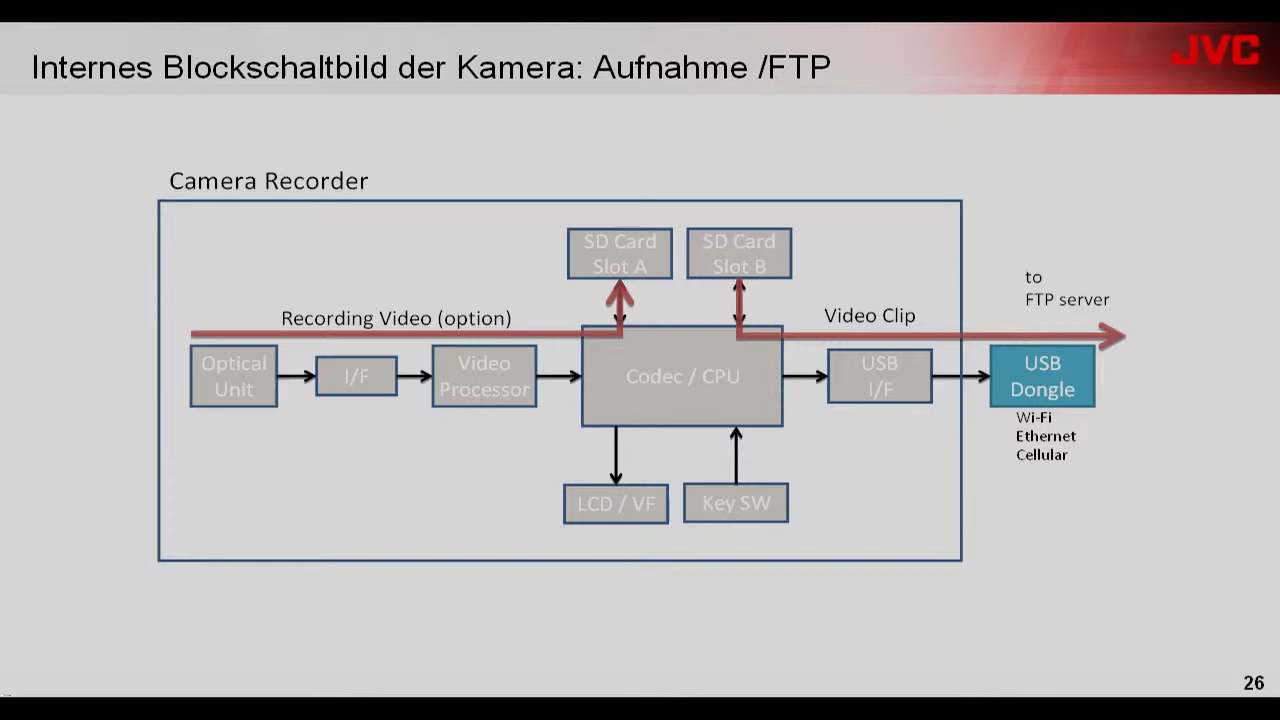 Internes Blockschaltbild der Kamera: Aufnahme /FTP
JVC
Camera Recorder
SD Card
Slot A
SD Card
Slot B
to
FTP server
Recording Video (option)
Video Clip
Optical
Unit
I/F
Video
Processor
Codec / CPU
USB
I/F
USB
Dongle
Wi-Fi
Ethernet
Cellular
LCD / VF
Key SW
26